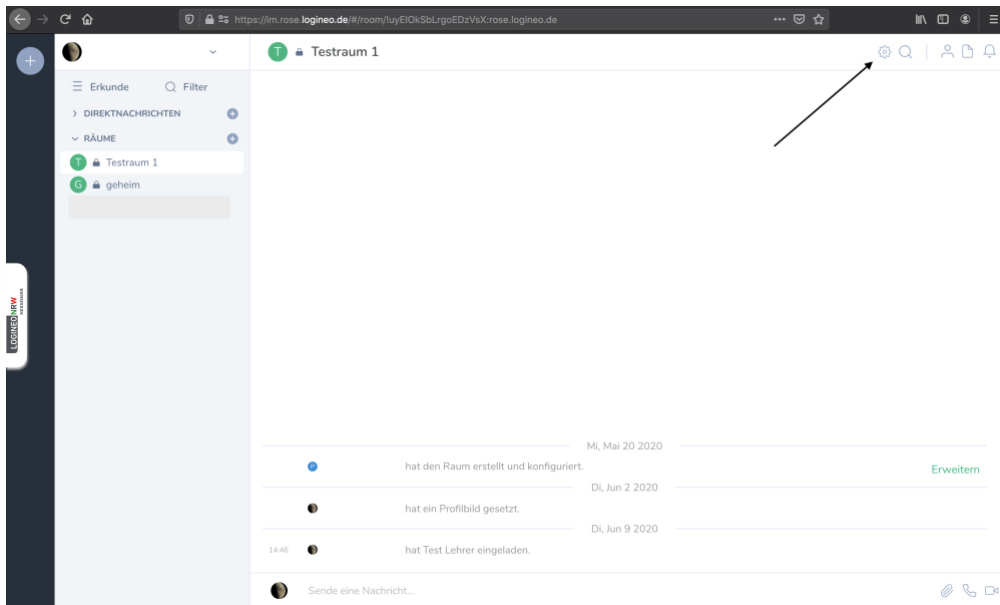 https://im.rose.logineo.de/#/room/!uyEIOkSbLrgoEDzVsX:rose.logineo.de
T Testraum 1
Erkunde Filter
DIREKTNACHRICHTEN
RÄUME
T Testraum 1
G geheim
LOGINEO NRW
MESSENGER
Mi, Mai 20 2020
P hat den Raum erstellt und konfiguriert.
Erweitern
Di, Jun 2 2020
hat ein Profilbild gesetzt.
Di, Jun 9 2020
14:46 hat Test Lehrer eingeladen.
Sende eine Nachricht...